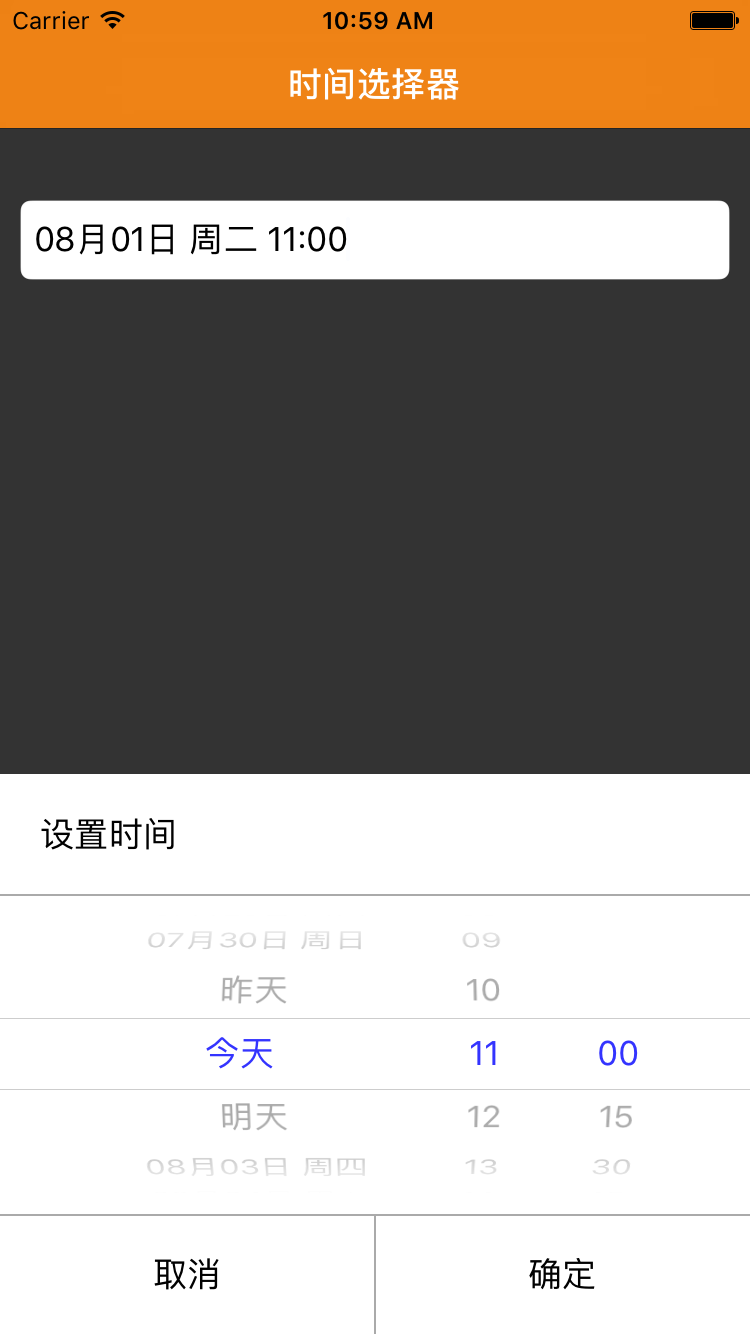 Carrier 10:59 AM
时间选择器
08月01日 周二 11:00
设置时间
07月30日 周日 09
昨天 10
今天 11 00
明天 12 15
08月03日 周四 13 30
取消 确定